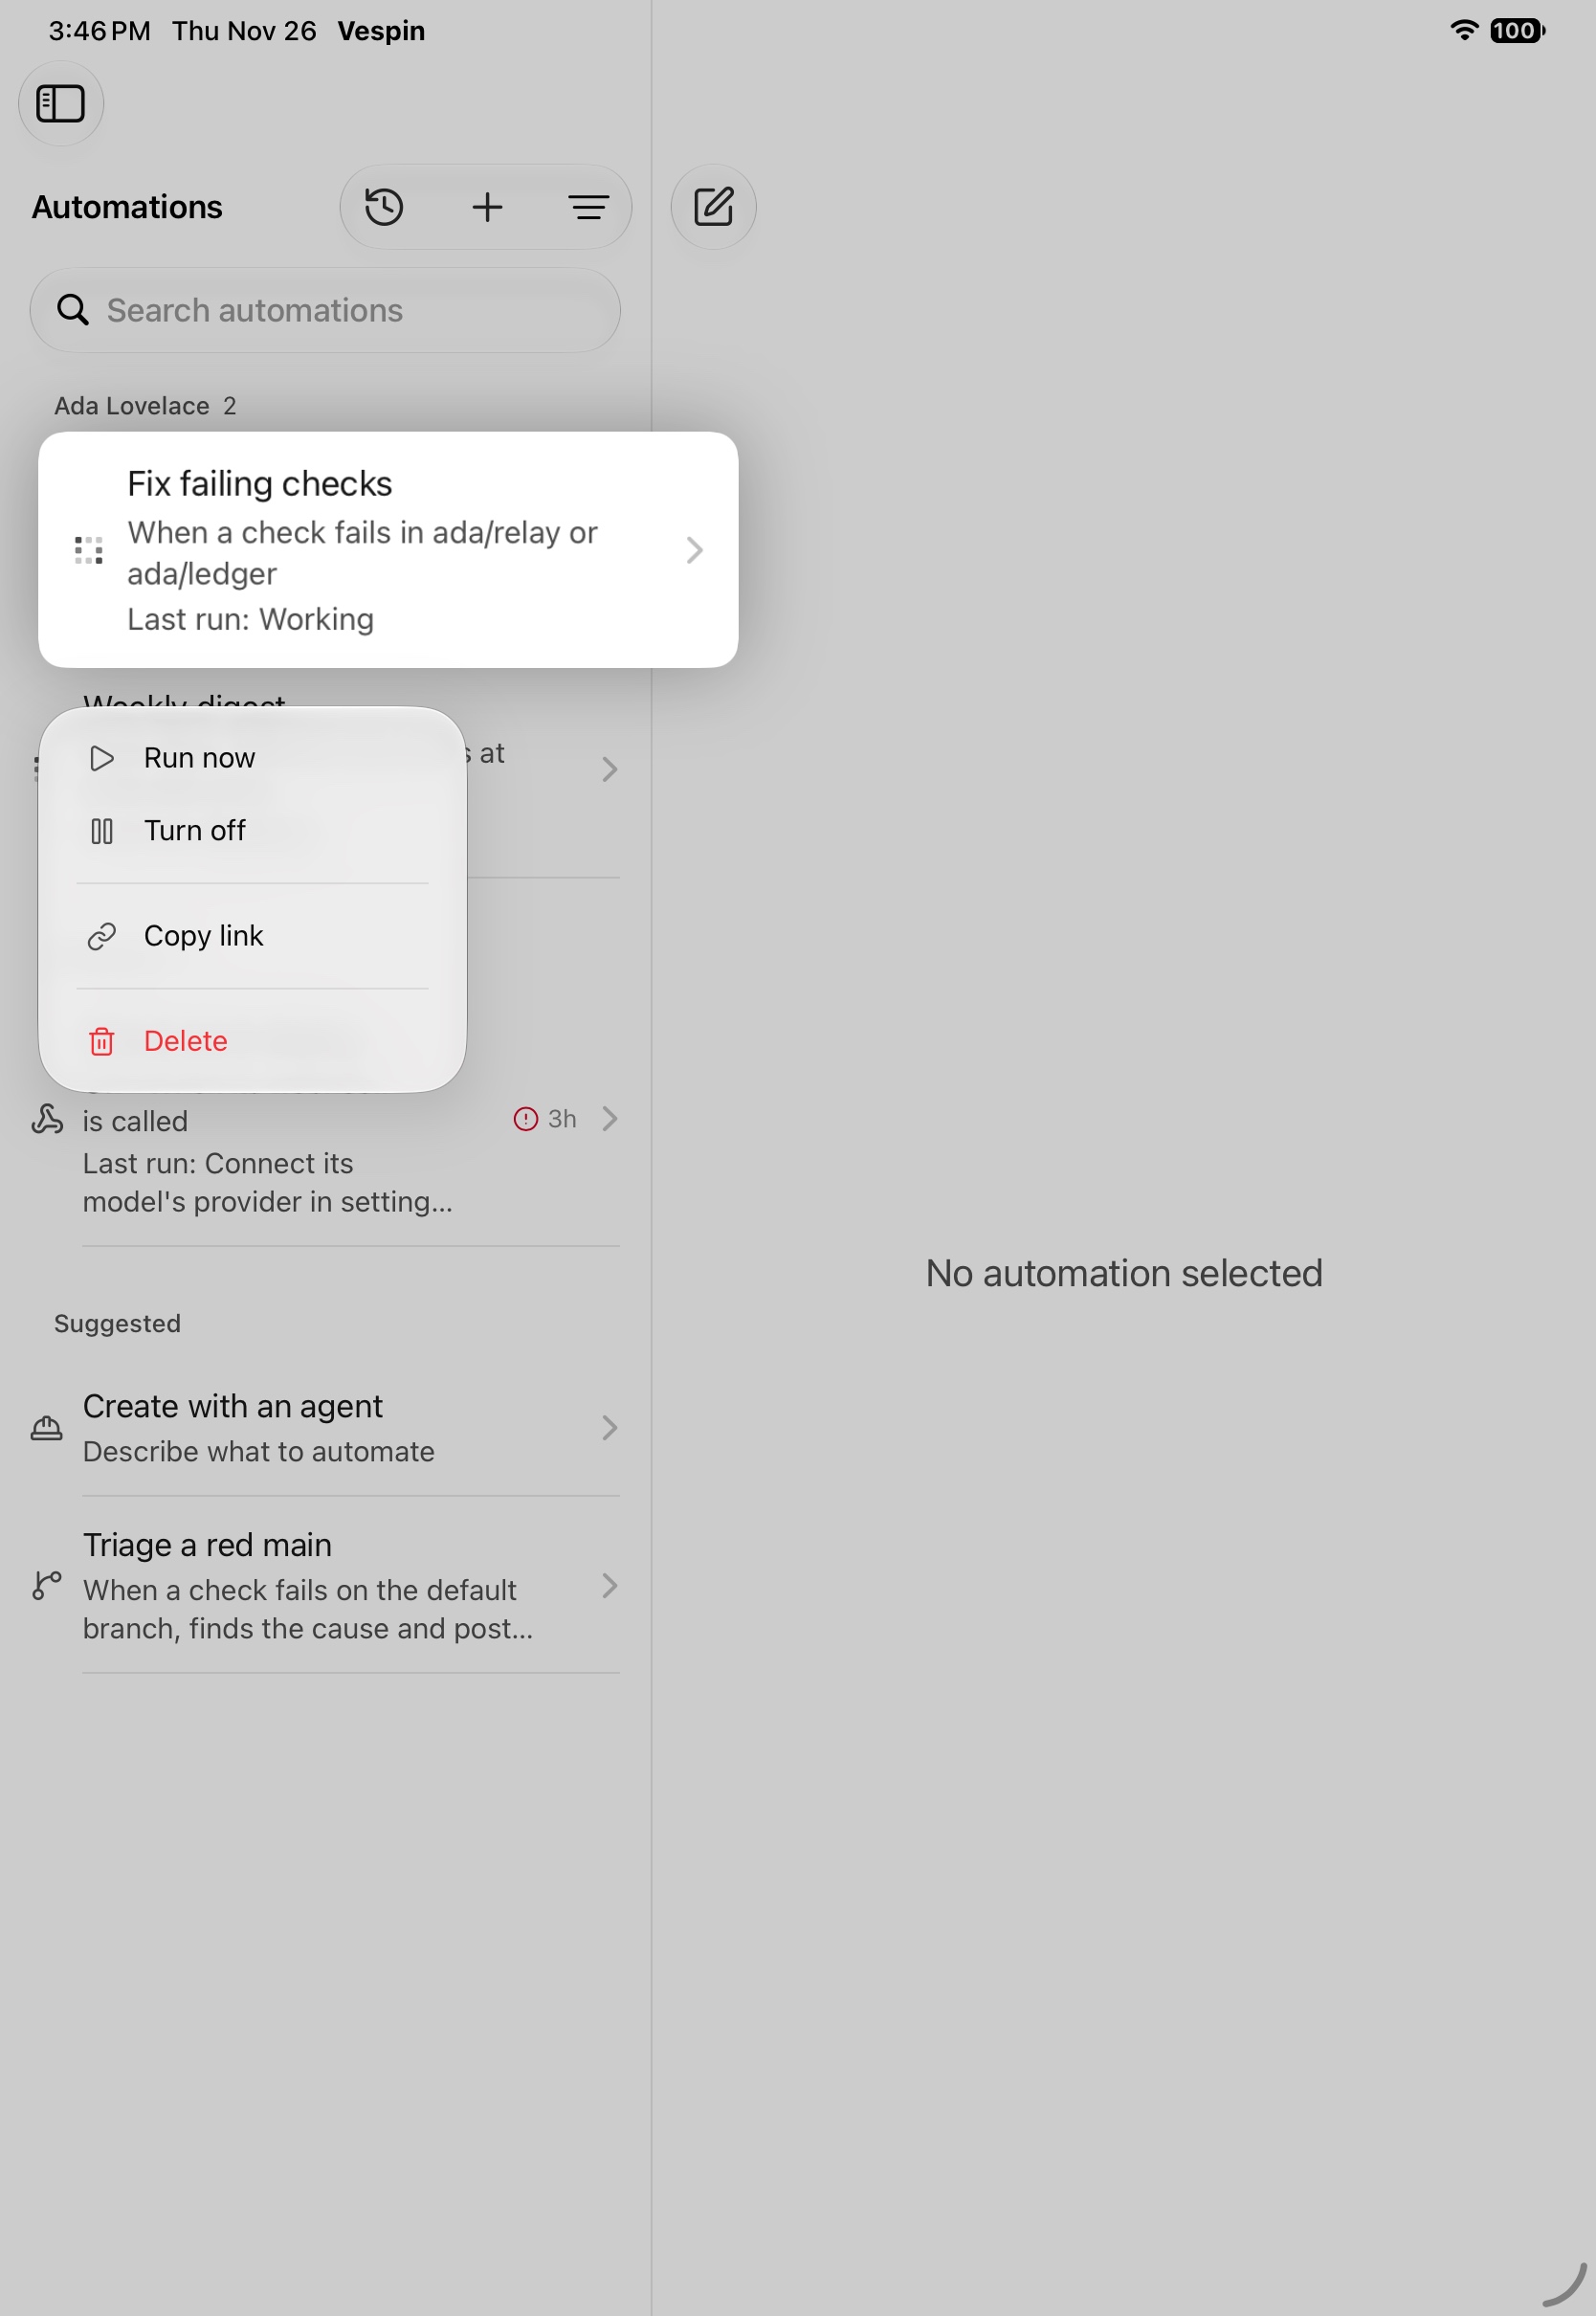 3:46 PM Thu Nov 26 Vespin
100
Automations
Search automations
Ada Lovelace 2
Fix failing checks
When a check fails in ada/relay or
ada/ledger
Last run: Working
Weekly digest
at
Run now
Turn off
Copy link
Delete
is called
3h
Last run: Connect its
model's provider in setting...
No automation selected
Suggested
Create with an agent
Describe what to automate
Triage a red main
When a check fails on the default
branch, finds the cause and post...